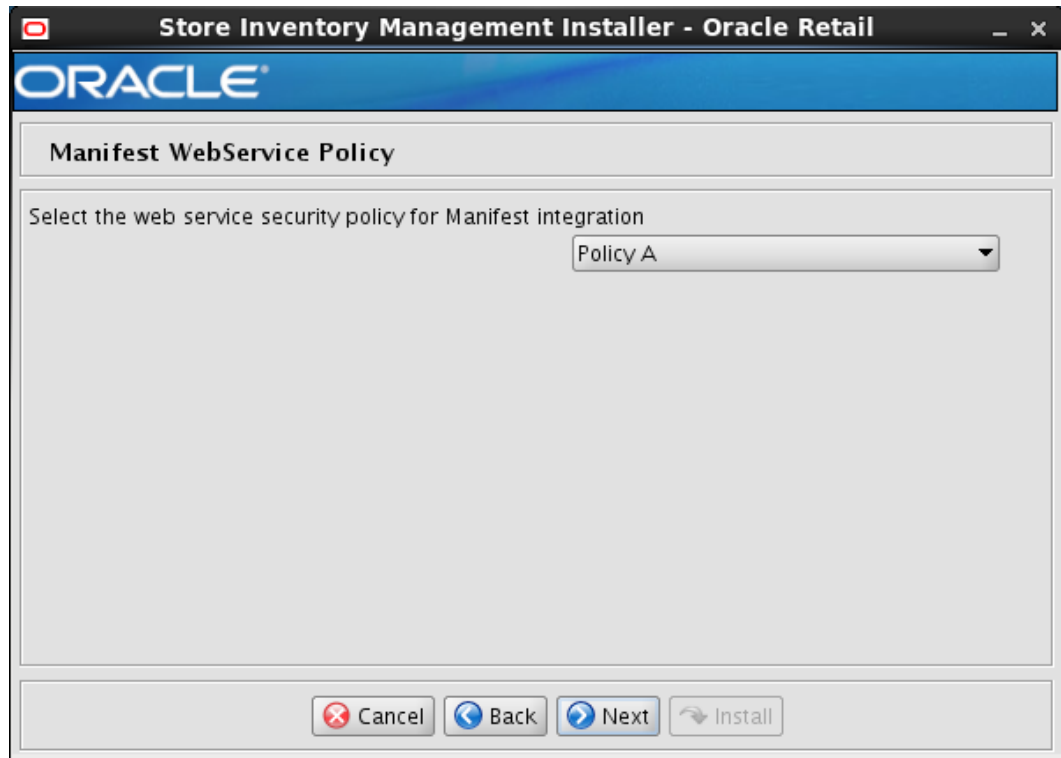 Store Inventory Management Installer - Oracle Retail
ORACLE®
Manifest WebService Policy
Select the web service security policy for Manifest integration
Policy A
Cancel Back Next Install